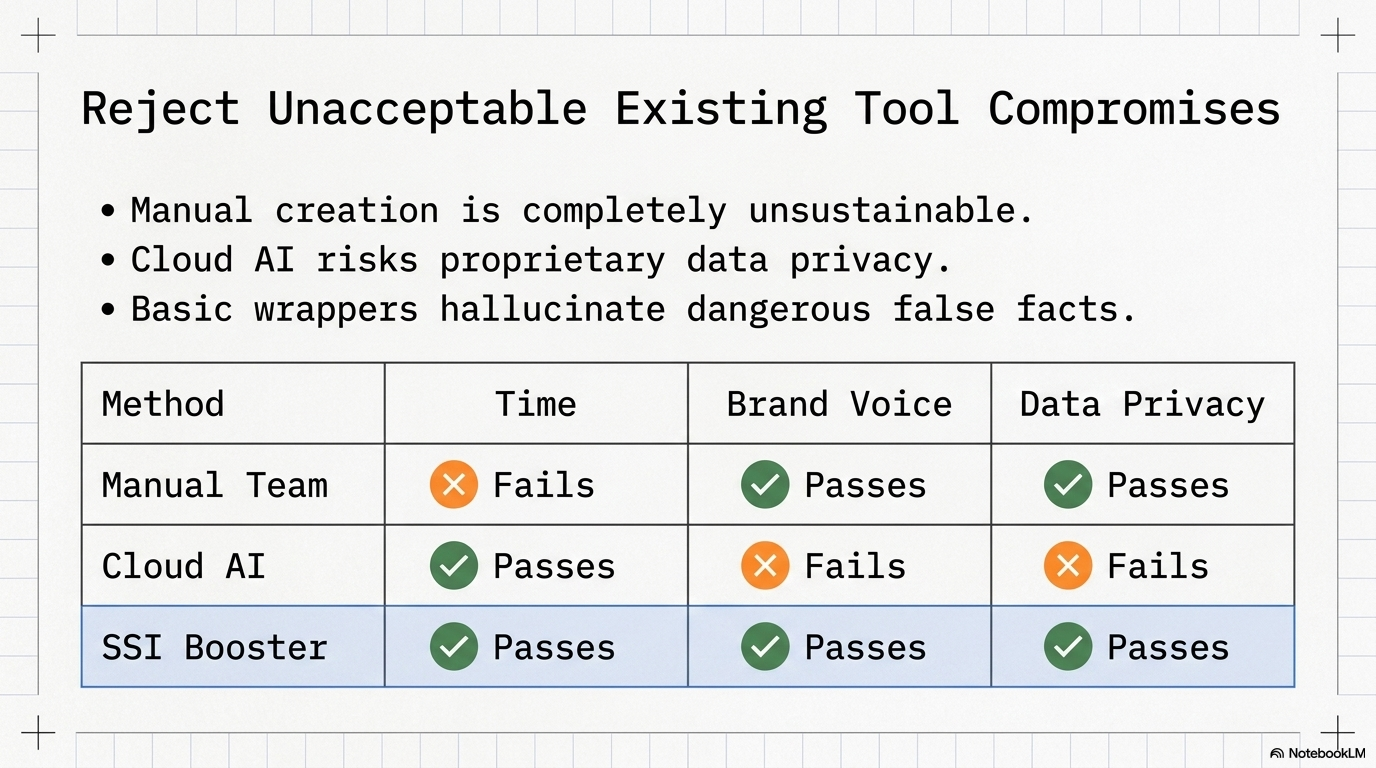 Reject Unacceptable Existing Tool Compromises
• Manual creation is completely unsustainable.
• Cloud AI risks proprietary data privacy.
• Basic wrappers hallucinate dangerous false facts.
Method Time Brand Voice Data Privacy
Manual Team Fails Passes Passes
Cloud AI Passes Fails Fails
SSI Booster Passes Passes Passes
NotebookLM